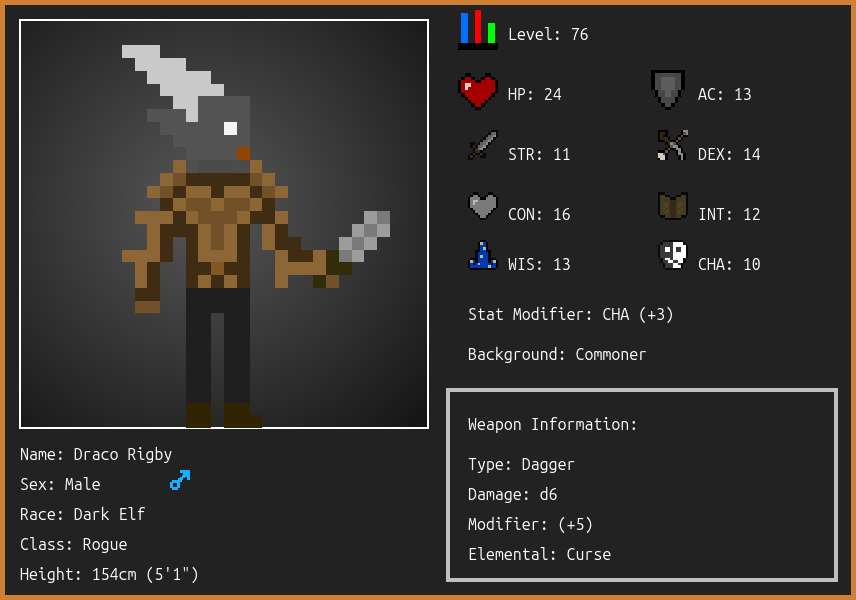 Level: 76
HP: 24
AC: 13
STR: 11
DEX: 14
CON: 16
INT: 12
WIS: 13
CHA: 10
Stat Modifier: CHA (+3)
Background: Commoner
Weapon Information:
Type: Dagger
Damage: d6
Modifier: (+5)
Elemental: Curse
Name: Draco Rigby
Sex: Male
Race: Dark Elf
Class: Rogue
Height: 154cm (5'1")